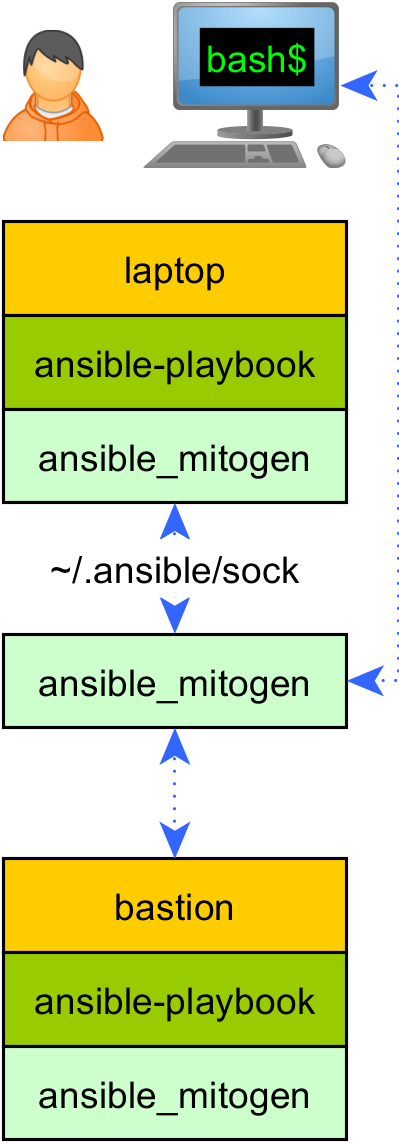 bash$
laptop
ansible-playbook
ansible_mitogen
~/.ansible/sock
ansible_mitogen
bastion
ansible-playbook
ansible_mitogen